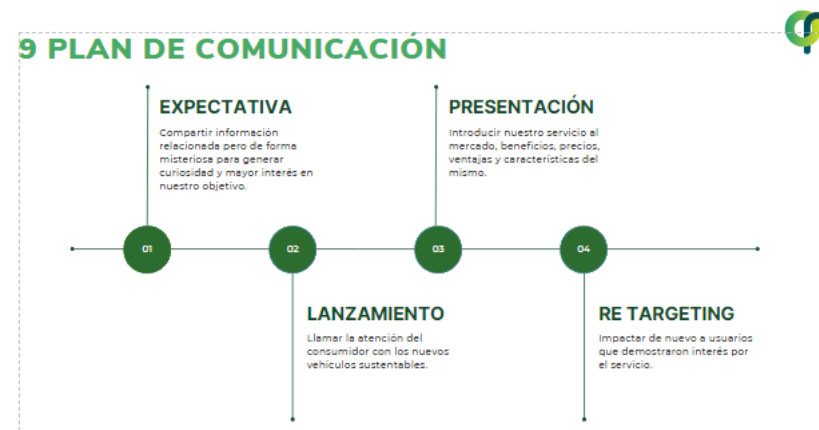 9 PLAN DE COMUNICACIÓN
EXPECTATIVA
Compartir información
relacionada pero de forma
misteriosa para generar
curiosidad y mayor interés en
nuestro objetivo.
PRESENTACIÓN
Introducir nuestro servicio al
mercado, beneficios, precios,
ventajas y características del
mismo.
01
02
03
04
LANZAMIENTO
Llamar la atención del
consumidor con los nuevos
vehículos sustentables.
RE TARGETING
Impactar de nuevo a usuarios
que demostraron interés por
el servicio.